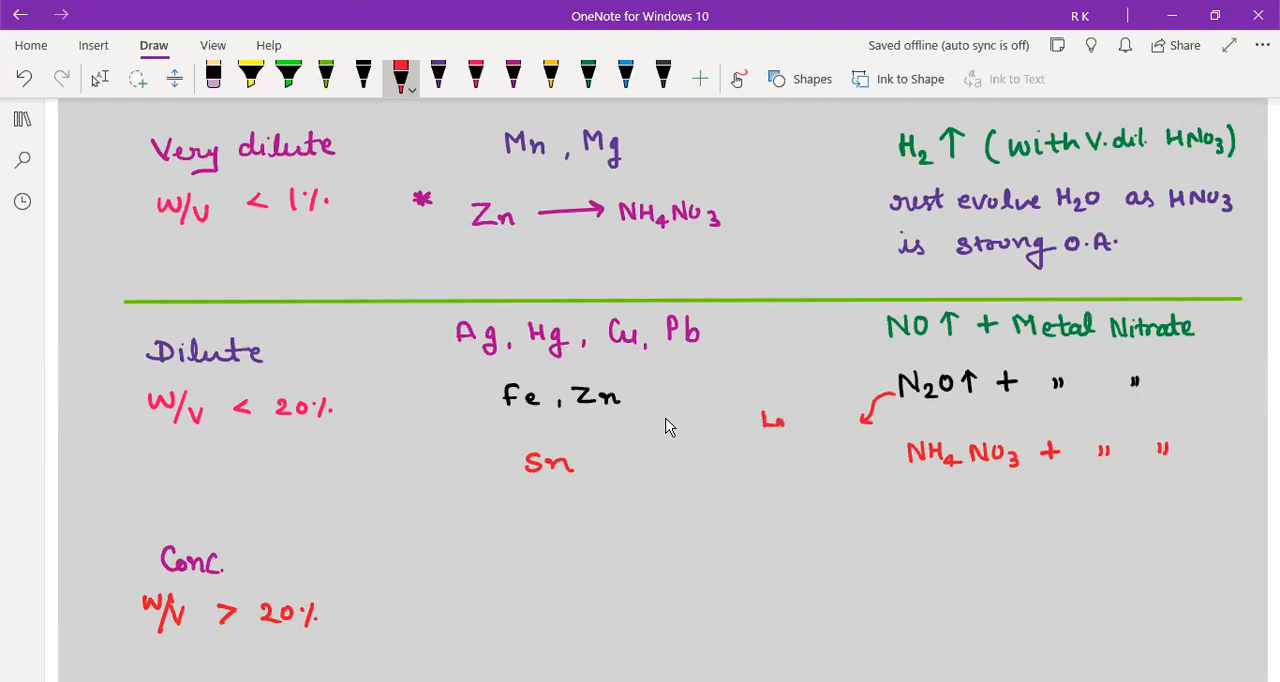 OneNote for Windows 10
R K
Home Insert Draw View Help
Saved offline (auto sync is off)
Share
Shapes
Ink to Shape
Ink to Text
Very dilute Mn, Mg H2↑ (with V.dil. HNO3)
W/V < 1% * Zn → NH4NO3 rest evolve H2O as HNO3
is strong O.A.
Ag, Hg, Cu, Pb NO↑ + Metal Nitrate
Dilute
Fe, Zn N2O↑ + " "
W/V < 20%
Sn NH4NO3 + " "
Conc.
W/V > 20%